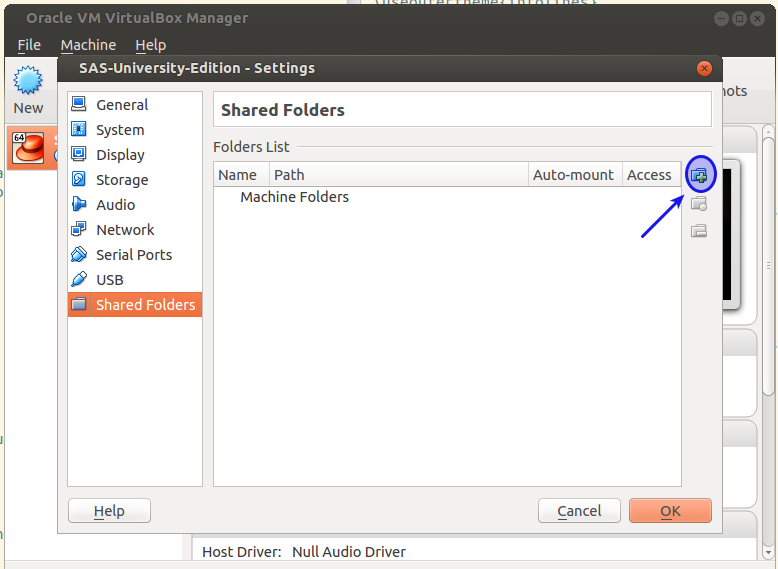 \useoutertheme{infolines}
Oracle VM VirtualBox Manager
File Machine Help
SAS-University-Edition - Settings
New
64
General
System
Display
Storage
Audio
Network
Serial Ports
USB
Shared Folders
Shared Folders
Folders List
Name Path Auto-mount Access
Machine Folders
Help Cancel OK
Host Driver: Null Audio Driver